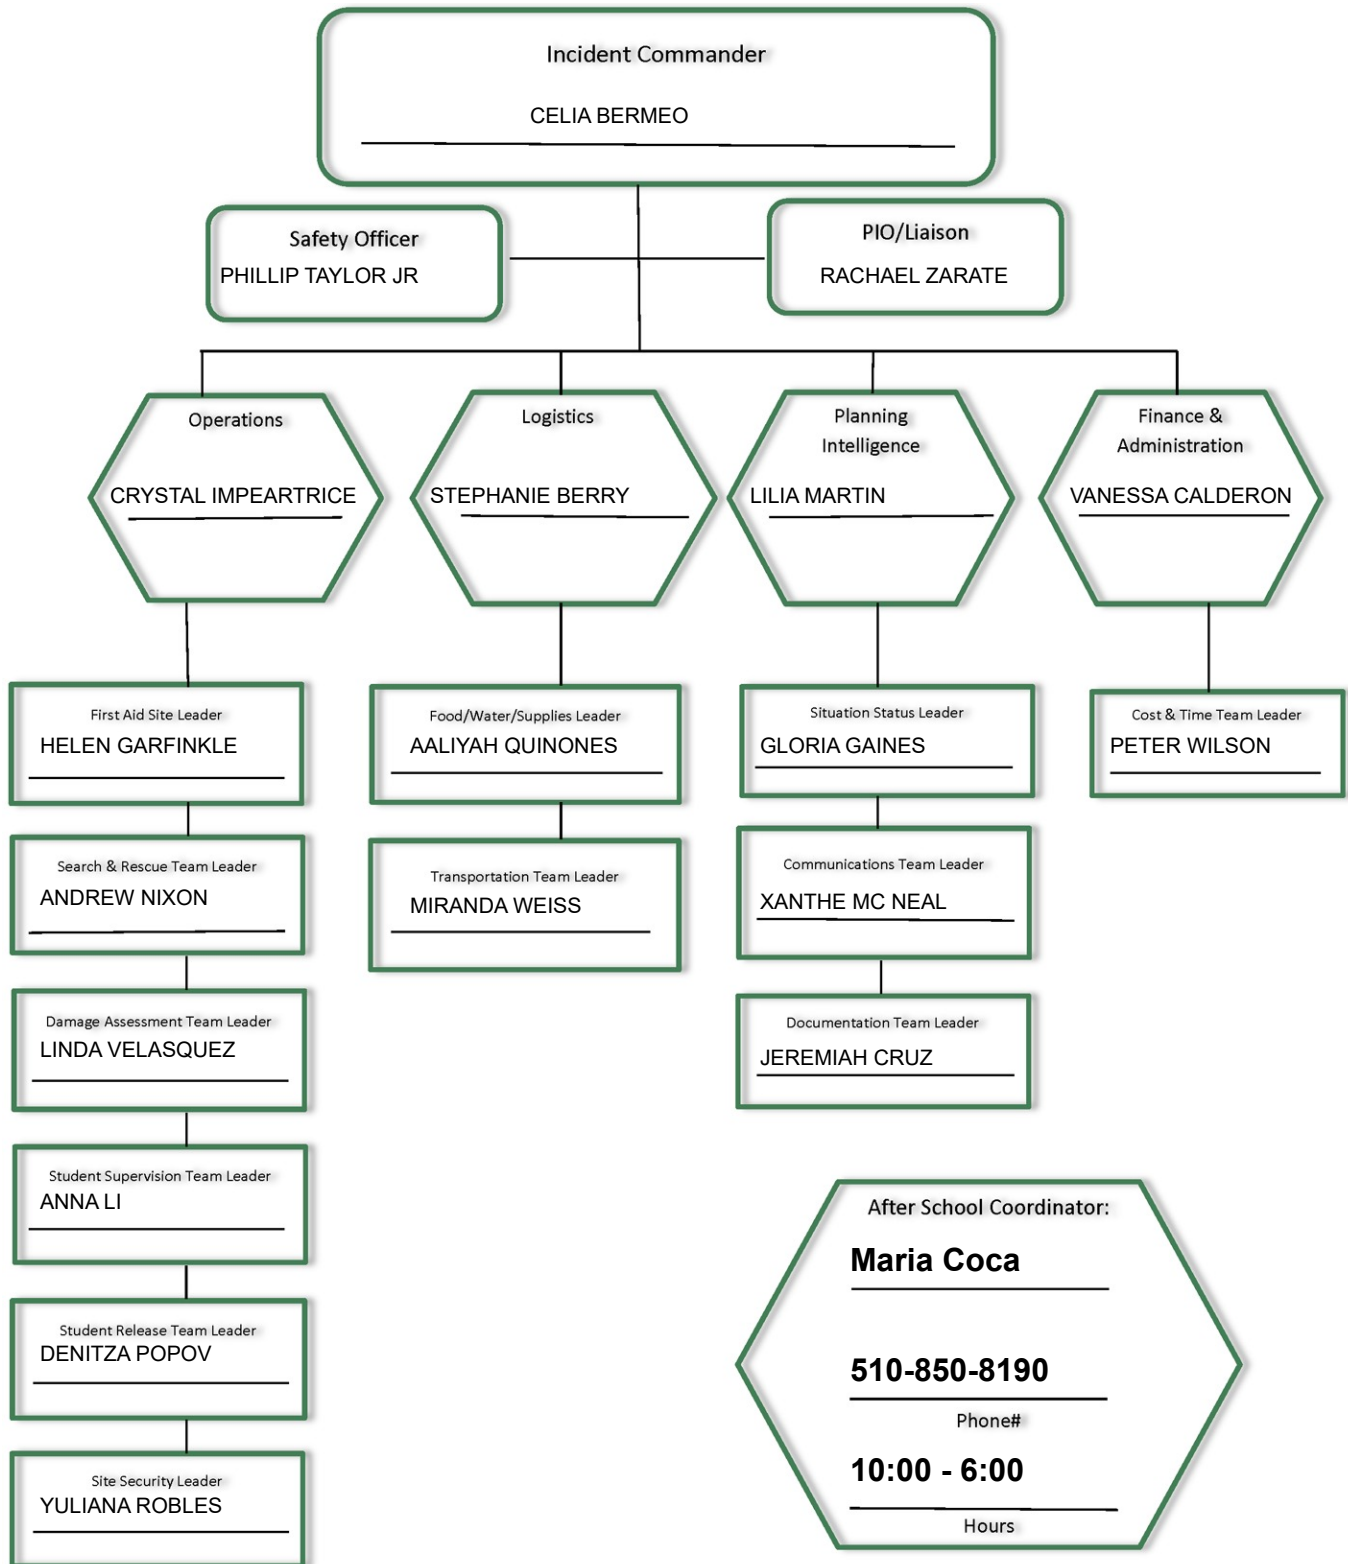 Incident Commander
CELIA BERMEO
Safety Officer
PHILLIP TAYLOR JR
PIO/Liaison
RACHAEL ZARATE
Operations
CRYSTAL IMPEARTRICE
Logistics
STEPHANIE BERRY
Planning
Intelligence
LILIA MARTIN
Finance &
Administration
VANESSA CALDERON
First Aid Site Leader
HELEN GARFINKLE
Search & Rescue Team Leader
ANDREW NIXON
Damage Assessment Team Leader
LINDA VELASQUEZ
Student Supervision Team Leader
ANNA LI
Student Release Team Leader
DENITZA POPOV
Site Security Leader
YULIANA ROBLES
Food/Water/Supplies Leader
AALIYAH QUINONES
Transportation Team Leader
MIRANDA WEISS
Situation Status Leader
GLORIA GAINES
Communications Team Leader
XANTHE MC NEAL
Documentation Team Leader
JEREMIAH CRUZ
Cost & Time Team Leader
PETER WILSON
After School Coordinator:
Maria Coca
510-850-8190
Phone#
10:00 - 6:00
Hours